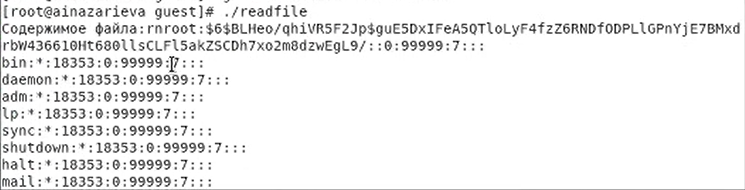 [root@ainazarieva guest]# ./readfile
Содержимое файла:rnroot:$6$BLHeo/qhiVR5F2Jp$guE5DxIFeA5QTloLyF4fzZ6RNDfODPLlGPnYjE7BMxd
rbW436610Ht680llsCLFl5akZSCDh7xo2m8dzwEgL9/::0:99999:7:::
bin:*:18353:0:99999:7:::
daemon:*:18353:0:99999:7:::
adm:*:18353:0:99999:7:::
lp:*:18353:0:99999:7:::
sync:*:18353:0:99999:7:::
shutdown:*:18353:0:99999:7:::
halt:*:18353:0:99999:7:::
mail:*:18353:0:99999:7:::